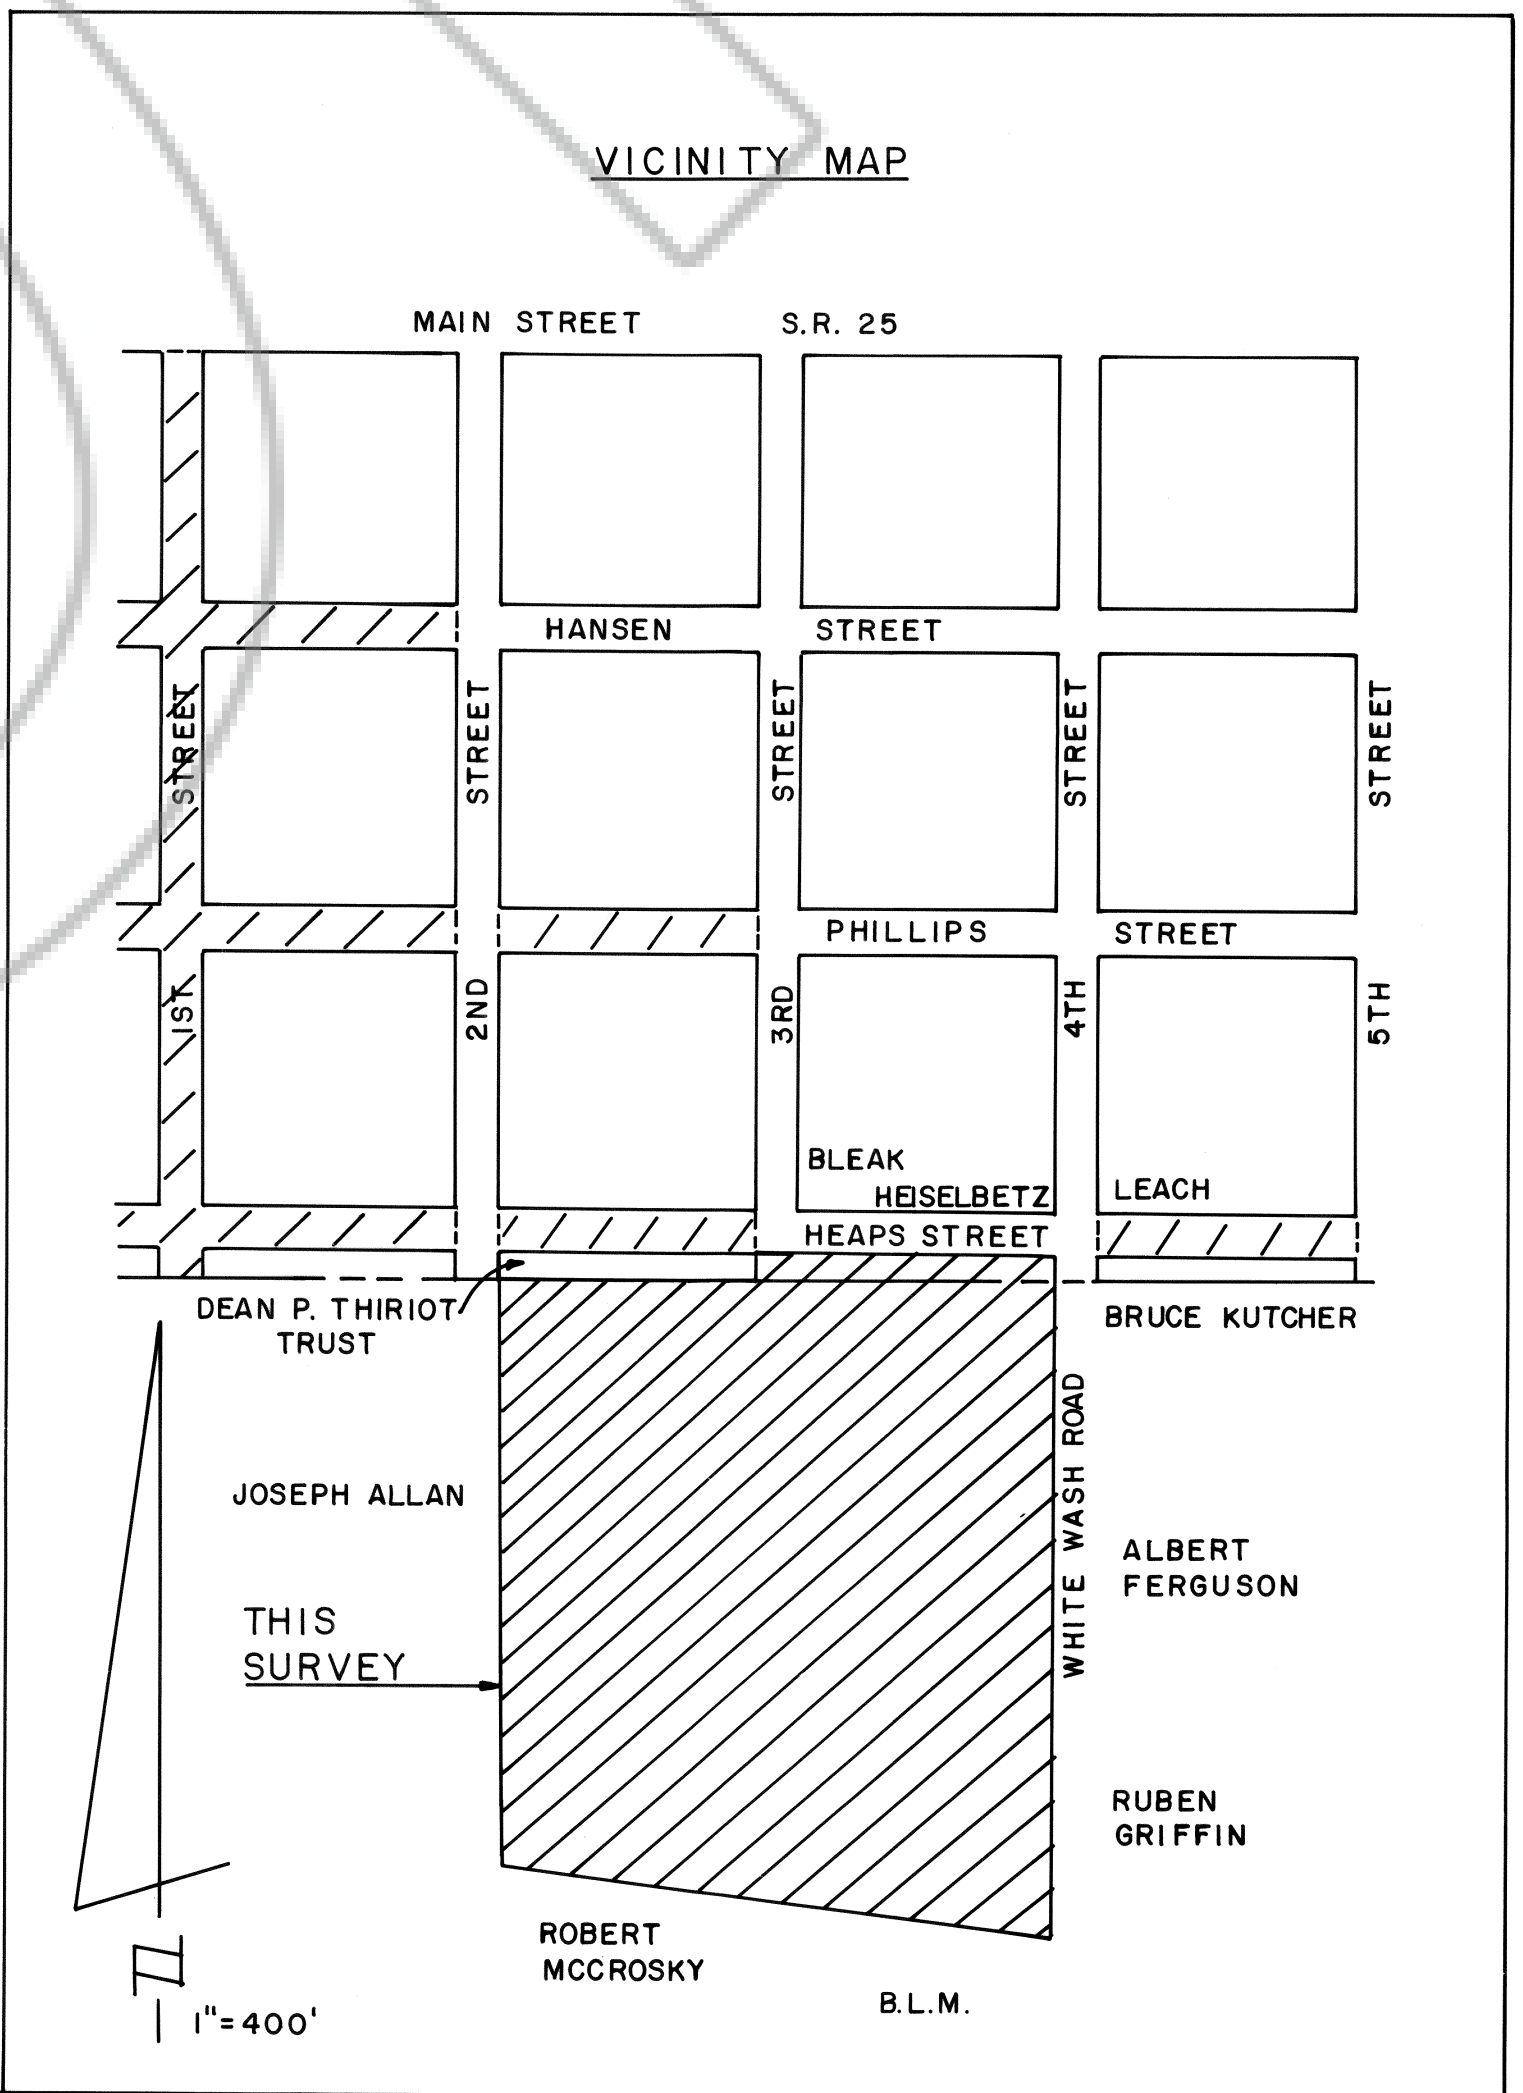 VICINITY MAP
MAIN STREET S.R. 25
HANSEN STREET
1ST STREET
2ND STREET
3RD STREET
4TH STREET
5TH STREET
PHILLIPS STREET
BLEAK
HEISELBETZ
LEACH
HEAPS STREET
DEAN P. THIRIOT
TRUST
BRUCE KUTCHER
WHITE WASH ROAD
JOSEPH ALLAN
ALBERT
FERGUSON
THIS
SURVEY
RUBEN
GRIFFIN
ROBERT
MCCROSKY
B.L.M.
N
1"=400'